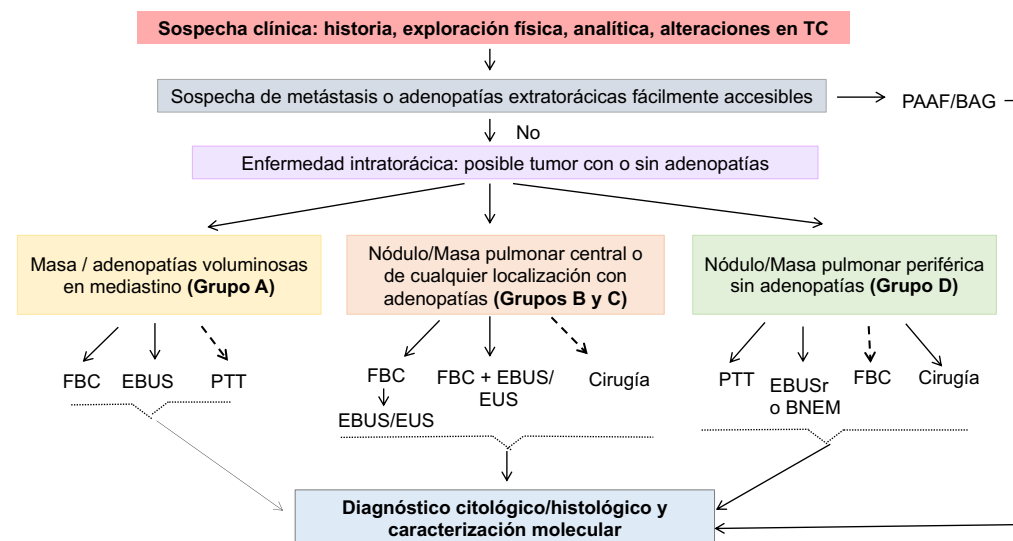 Sospecha clínica: historia, exploración física, analítica, alteraciones en TC
Sospecha de metástasis o adenopatías extratorácicas fácilmente accesibles
PAAF/BAG
No
Enfermedad intratorácica: posible tumor con o sin adenopatías
Masa / adenopatías voluminosas
en mediastino (Grupo A)
Nódulo/Masa pulmonar central o
de cualquier localización con
adenopatías (Grupos B y C)
Nódulo/Masa pulmonar periférica
sin adenopatías (Grupo D)
FBC
EBUS
PTT
FBC
EBUS/EUS
FBC + EBUS/
EUS
Cirugía
PTT
EBUSr
o BNEM
FBC
Cirugía
Diagnóstico citológico/histológico y
caracterización molecular